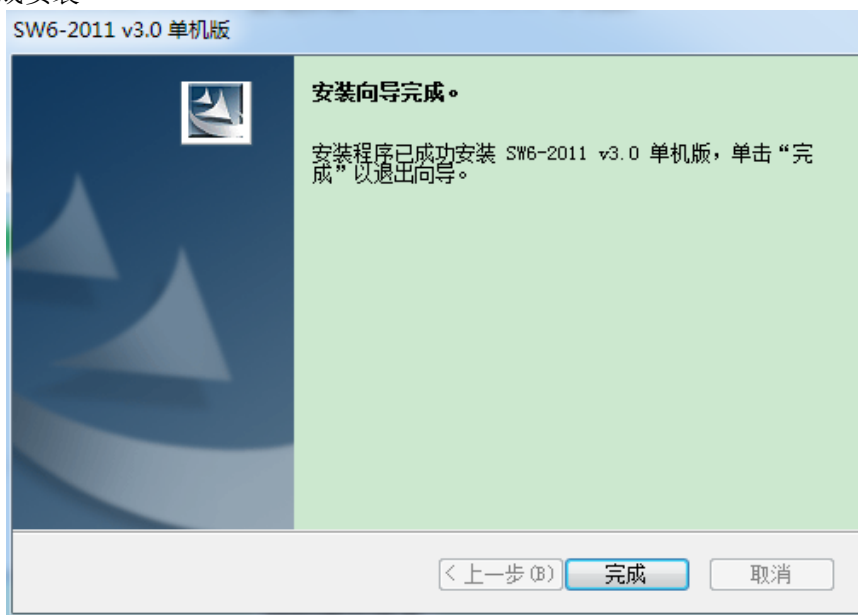 SW6-2011 v3.0 单机版
安装向导完成。
安装程序已成功安装 SW6-2011 v3.0 单机版，单击“完
成”以退出向导。
<上一步(B)
完成
取消